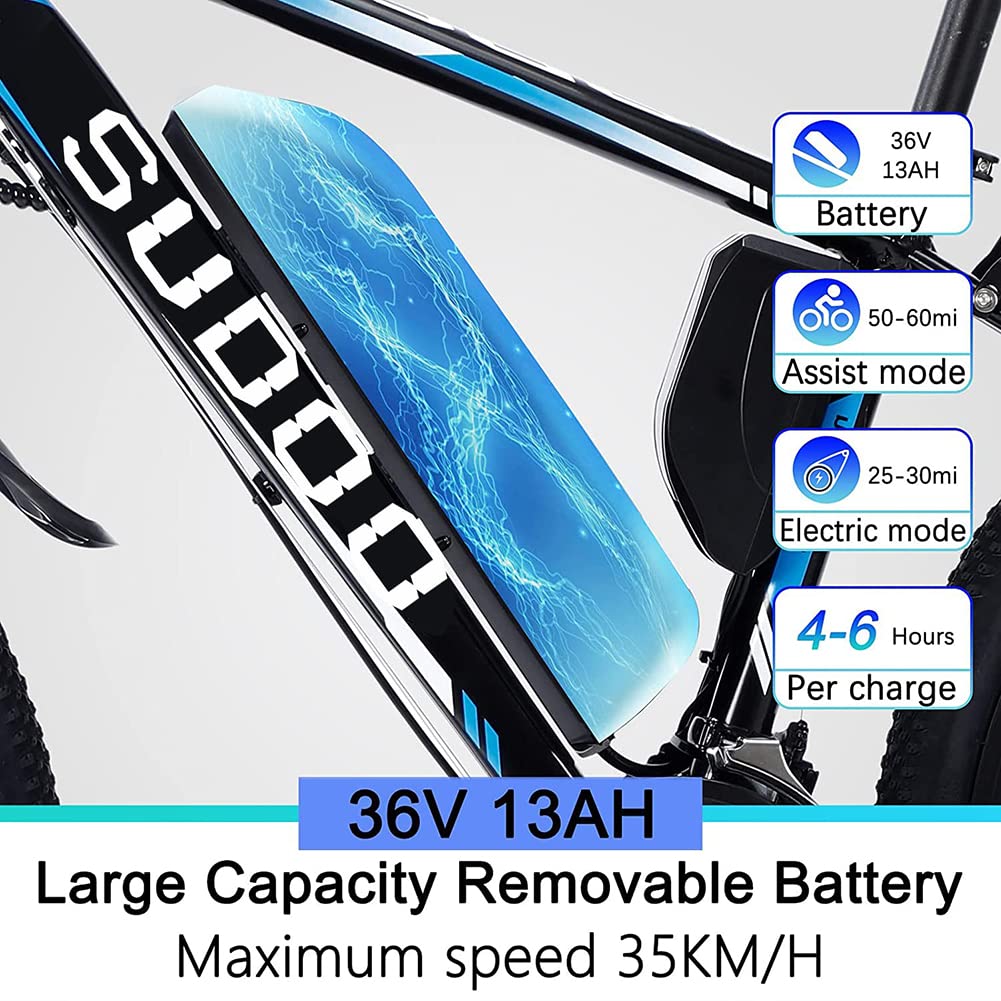 SUDOO
36V
13AH
Battery
50-60mi
Assist mode
25-30mi
Electric mode
4-6 Hours
Per charge
36V 13AH
Large Capacity Removable Battery
Maximum speed 35KM/H